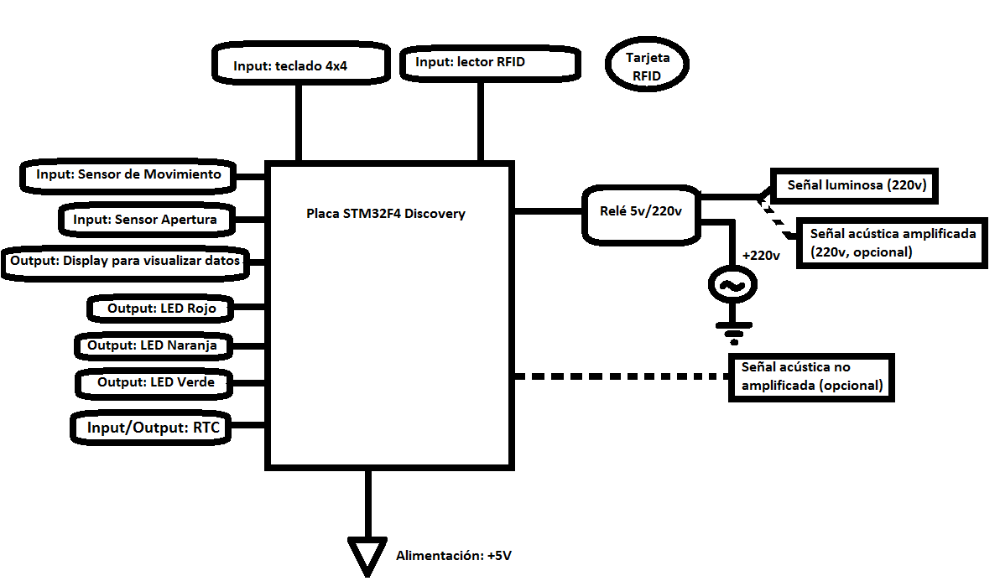 Input: teclado 4x4
Input: lector RFID
Tarjeta
RFID
Input: Sensor de Movimiento
Input: Sensor Apertura
Output: Display para visualizar datos
Output: LED Rojo
Output: LED Naranja
Output: LED Verde
Input/Output: RTC
Placa STM32F4 Discovery
Relé 5v/220v
Señal luminosa (220v)
Señal acústica amplificada
(220v, opcional)
+220v
Señal acústica no
amplificada (opcional)
Alimentación: +5V